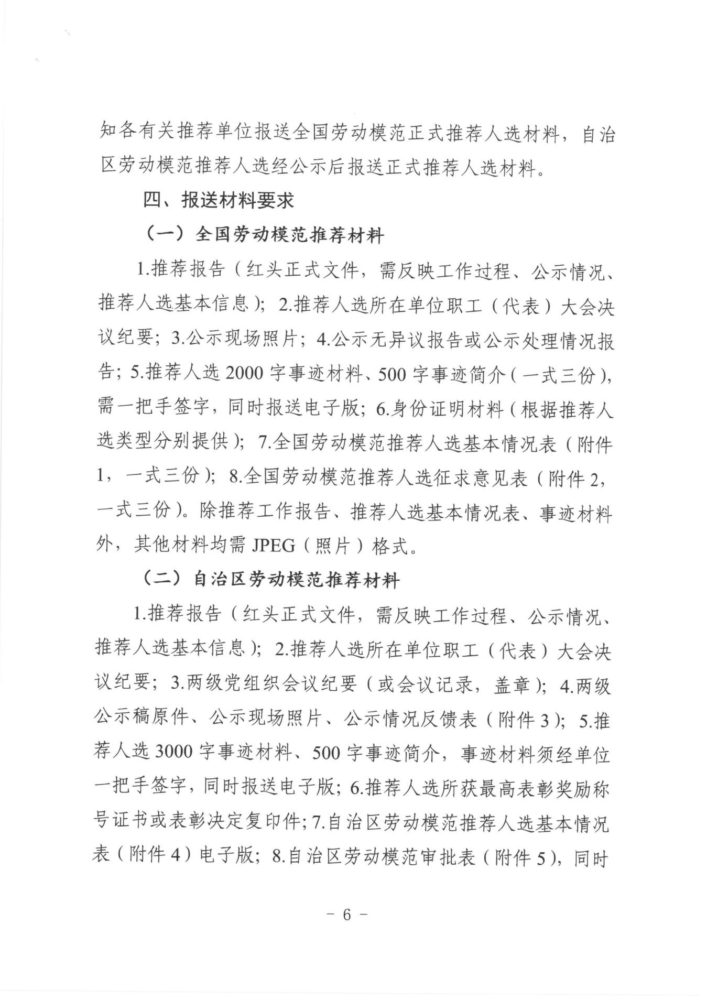 知各有关推荐单位报送全国劳动模范正式推荐人选材料，自治
区劳动模范推荐人选经公示后报送正式推荐人选材料。
四、报送材料要求
（一）全国劳动模范推荐材料
1.推荐报告（红头正式文件，需反映工作过程、公示情况、
推荐人选基本信息）；2.推荐人选所在单位职工（代表）大会决
议纪要；3.公示现场照片；4.公示无异议报告或公示处理情况报
告；5.推荐人选 2000 字事迹材料、500 字事迹简介（一式三份），
需一把手签字，同时报送电子版；6.身份证明材料（根据推荐人
选类型分别提供）；7.全国劳动模范推荐人选基本情况表（附件
1，一式三份）；8.全国劳动模范推荐人选征求意见表（附件 2，
一式三份）。除推荐工作报告、推荐人选基本情况表、事迹材料
外，其他材料均需 JPEG（照片）格式。
（二）自治区劳动模范推荐材料
1.推荐报告（红头正式文件，需反映工作过程、公示情况、
推荐人选基本信息）；2.推荐人选所在单位职工（代表）大会决
议纪要；3.两级党组织会议纪要（或会议记录，盖章）；4.两级
公示稿原件、公示现场照片、公示情况反馈表（附件 3）；5.推
荐人选 3000 字事迹材料、500 字事迹简介，事迹材料须经单位
一把手签字，同时报送电子版；6.推荐人选所获最高表彰奖励称
号证书或表彰决定复印件；7.自治区劳动模范推荐人选基本情况
表（附件 4）电子版；8.自治区劳动模范审批表（附件 5），同时
- 6 -